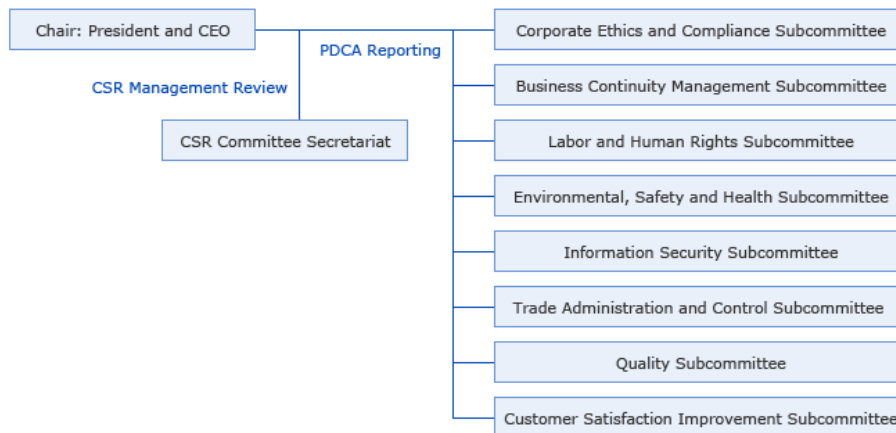 Chair: President and CEO
PDCA Reporting
CSR Management Review
CSR Committee Secretariat
Corporate Ethics and Compliance Subcommittee
Business Continuity Management Subcommittee
Labor and Human Rights Subcommittee
Environmental, Safety and Health Subcommittee
Information Security Subcommittee
Trade Administration and Control Subcommittee
Quality Subcommittee
Customer Satisfaction Improvement Subcommittee